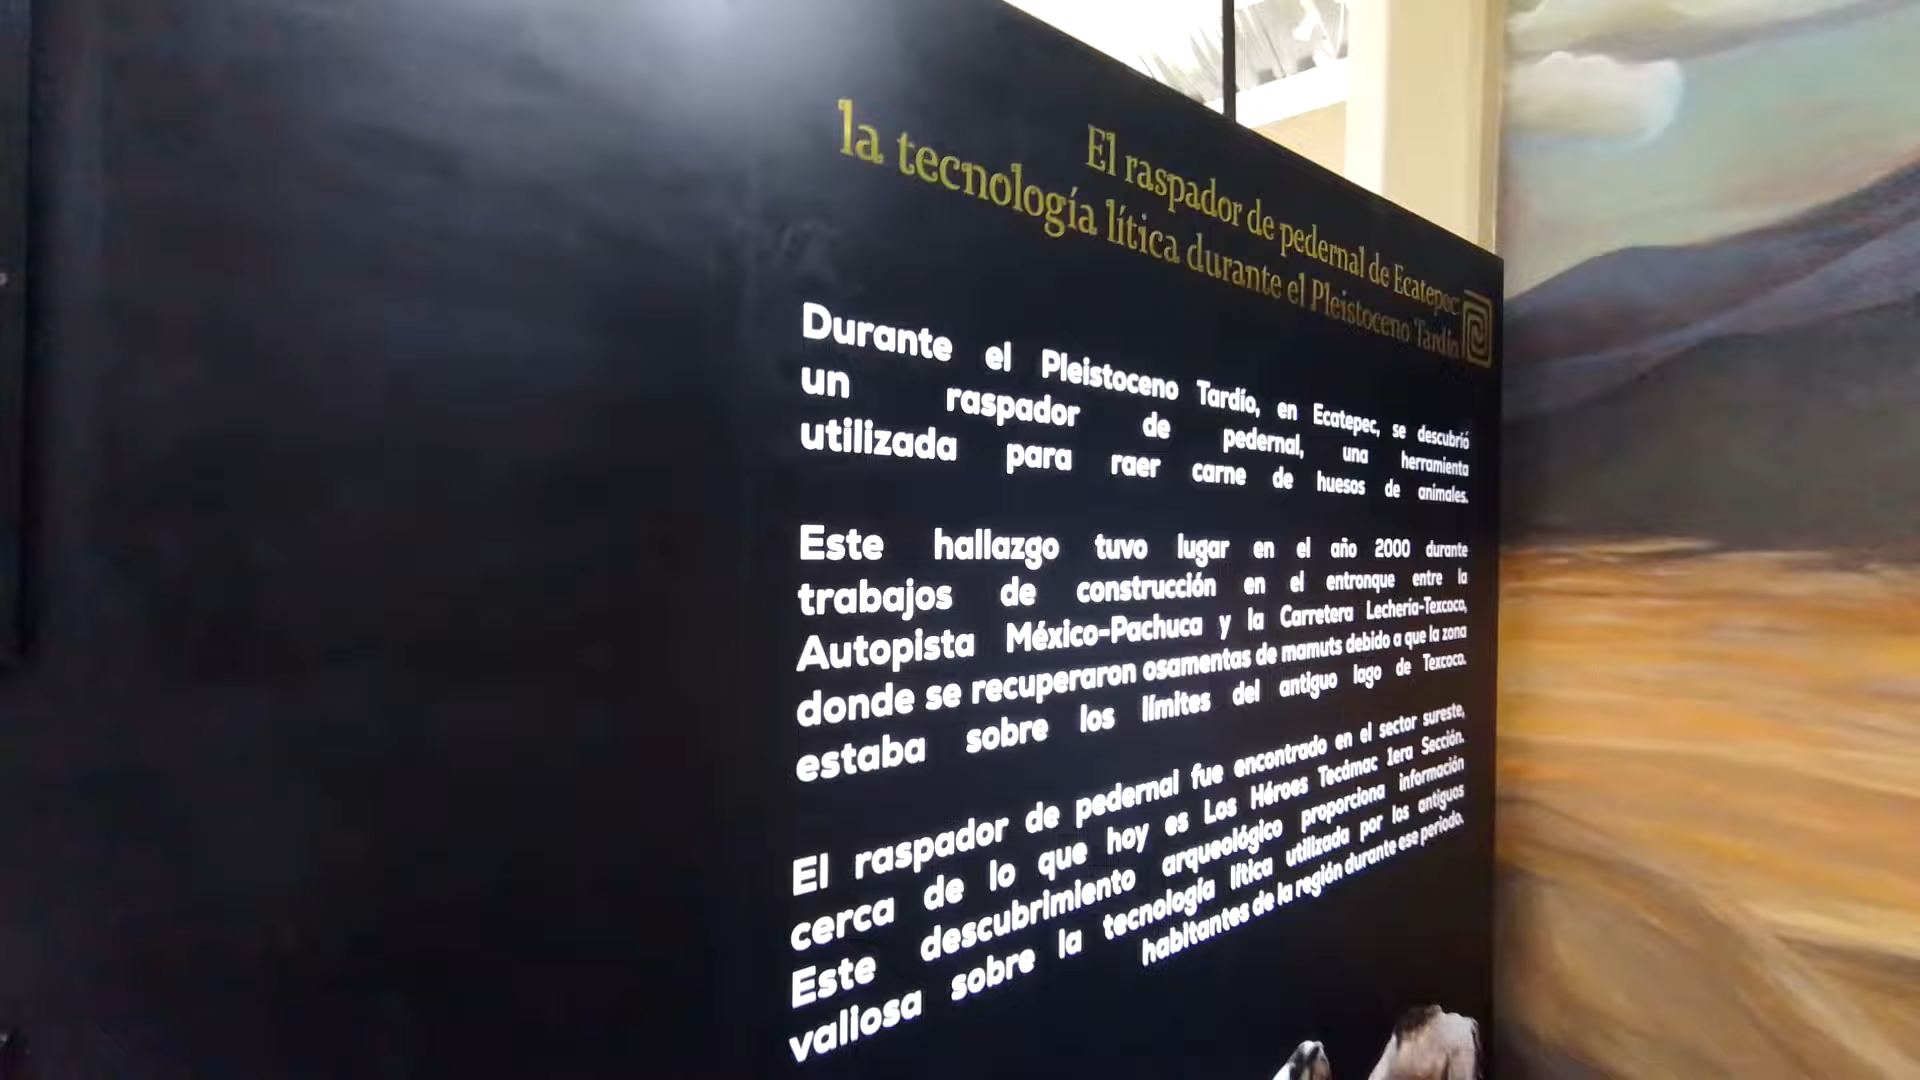 El raspador de pedernal de Ecatepec:
la tecnología lítica durante el Pleistoceno Tardío
Durante el Pleistoceno Tardío, en Ecatepec, se descubrió
un raspador de pedernal, una herramienta
utilizada para raer carne de huesos de animales.
Este hallazgo tuvo lugar en el año 2000 durante
trabajos de construcción en el entronque entre la
Autopista México-Pachuca y la Carretera Lechería-Texcoco,
donde se recuperaron osamentas de mamuts debido a que la zona
estaba sobre los límites del antiguo lago de Texcoco.
El raspador de pedernal fue encontrado en el sector sureste,
cerca de lo que hoy es Los Héroes Tecámac 1era Sección.
Este descubrimiento arqueológico proporciona información
valiosa sobre la tecnología lítica utilizada por los antiguos
habitantes de la región durante ese periodo.